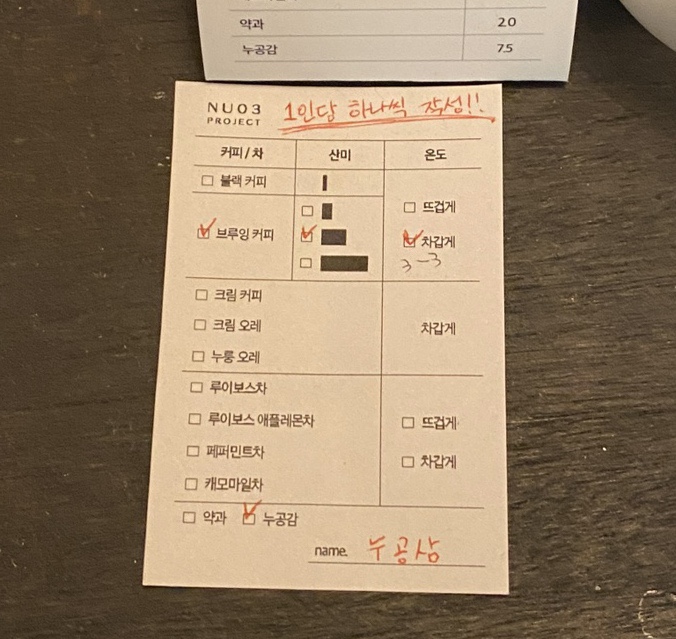 약과 2.0
누공감 7.5
NUO3 1인당 하나씩 작성!!
PROJECT
커피 / 차 산미 온도
블랙 커피
뜨겁게
브루잉 커피 차갑게
3-3
크림 커피
크림 오레 차갑게
누룽 오레
루이보스차
루이보스 애플레몬차 뜨겁게
페퍼민트차 차갑게
캐모마일차
약과 누공감
name. 누공삼